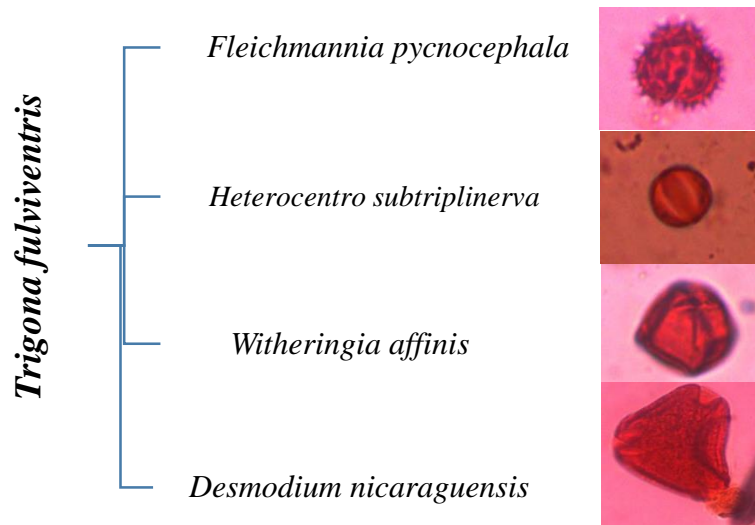 Trigona fulviventris
Fleichmannia pycnocephala
Heterocentro subtriplinerva
Witheringia affinis
Desmodium nicaraguensis